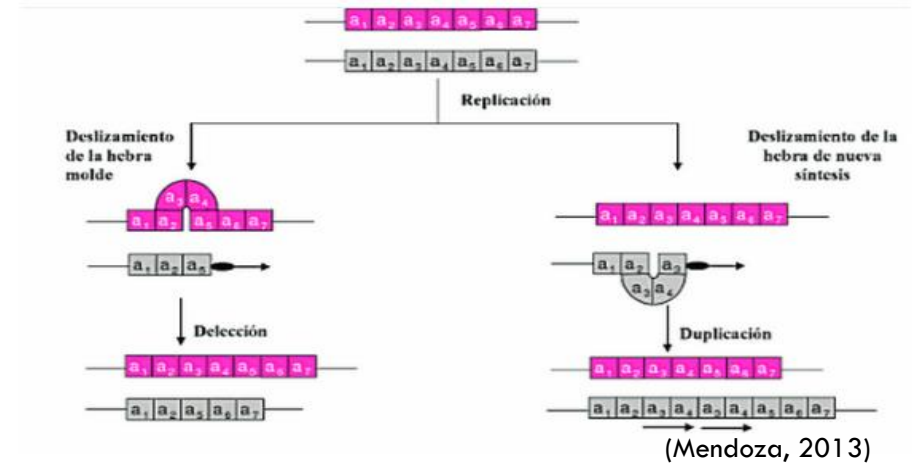 a₁ a₂ a₃ a₄ a₅ a₆ a₇
a₁ a₂ a₃ a₄ a₅ a₆ a₇
Replicación
Deslizamiento
de la hebra
molde
Deslizamiento de la
hebra de nueva
síntesis
a₃ a₄
a₁ a₂ a₅ a₆ a₇
a₁ a₂ a₅
a₁ a₂ a₃ a₄ a₅ a₆ a₇
a₁ a₂ a₃
a₃ a₄
Delección
Duplicación
a₁ a₂ a₃ a₄ a₅ a₆ a₇
a₁ a₂ a₅ a₆ a₇
a₁ a₂ a₃ a₄ a₅ a₆ a₇
a₁ a₂ a₃ a₄ a₃ a₄ a₅ a₆ a₇
(Mendoza, 2013)